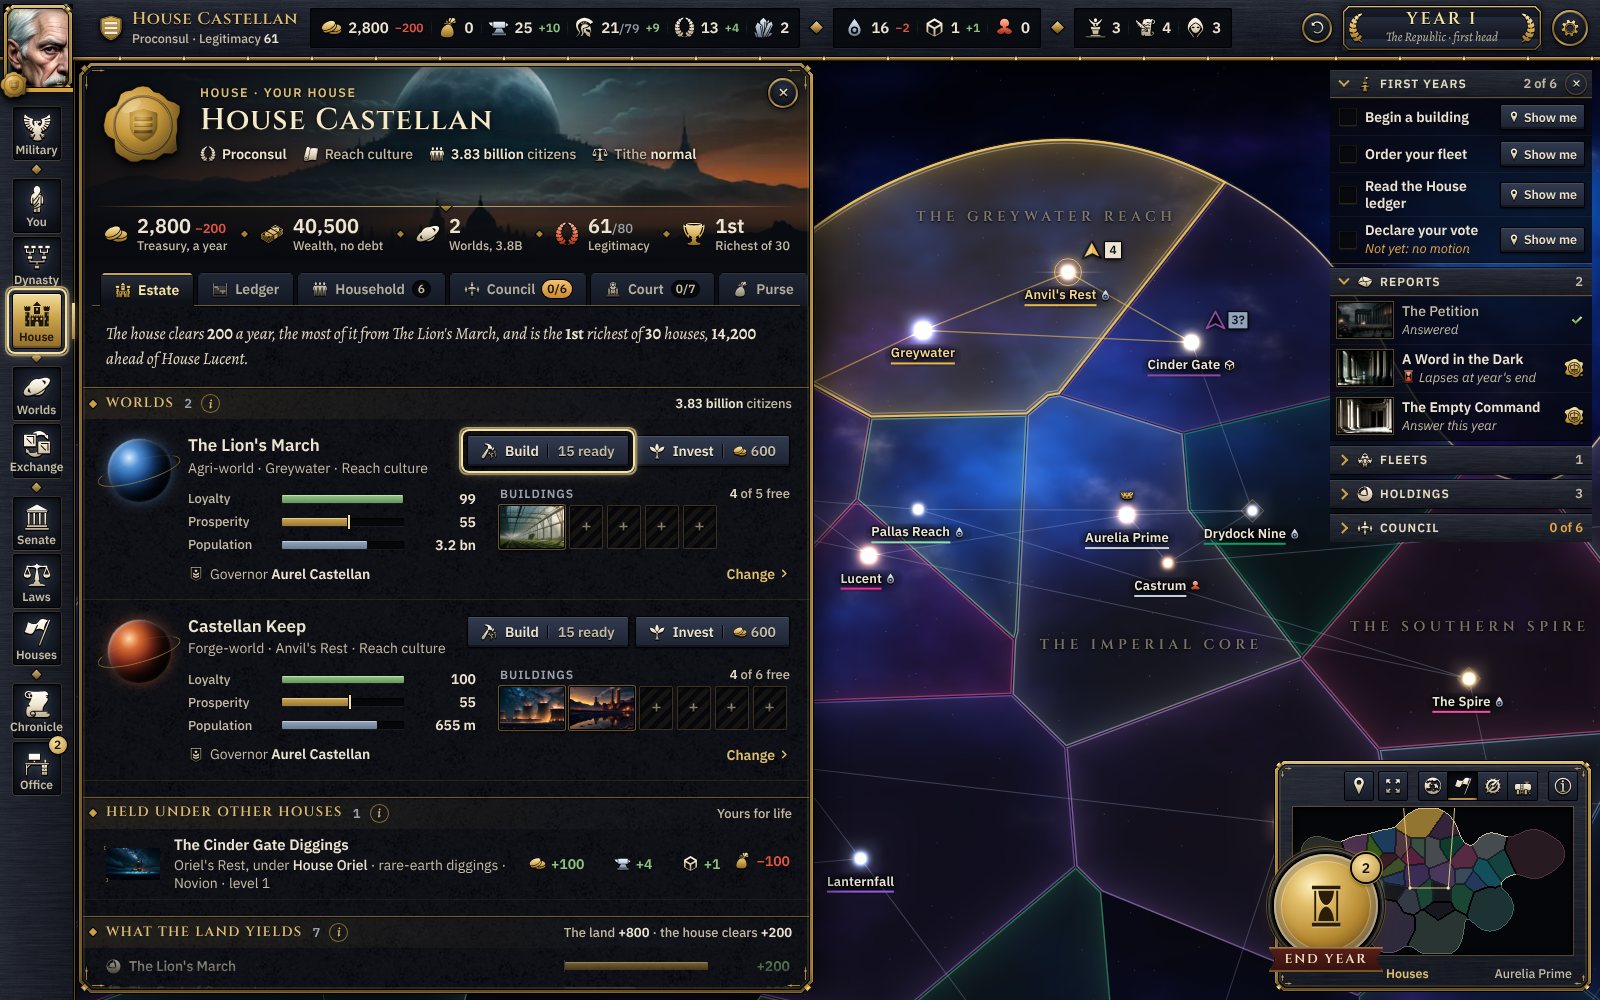 HOUSE CASTELLAN
Proconsul · Legitimacy 61
2,800 −200
0
25 +10
21/79 +9
13 +4
2
16 −2
1 +1
0
3
4
3
YEAR I
The Republic · first head
Military
You
Dynasty
House
Worlds
Exchange
Senate
Laws
Houses
Chronicle
2
Office
HOUSE · YOUR HOUSE
HOUSE CASTELLAN
Proconsul Reach culture 3.83 billion citizens Tithe normal
2,800 −200
Treasury, a year
40,500
Wealth, no debt
2
Worlds, 3.8B
61/80
Legitimacy
1st
Richest of 30
Estate
Ledger
Household 6
Council 0/6
Court 0/7
Purse
The house clears 200 a year, the most of it from The Lion's March, and is the 1st richest of 30 houses, 14,200
ahead of House Lucent.
WORLDS 2 i
3.83 billion citizens
The Lion's March
Agri-world · Greywater · Reach culture
Build 15 ready
Invest 600
Loyalty 99
Prosperity 55
Population 3.2 bn
BUILDINGS 4 of 5 free
+ + + +
Governor Aurel Castellan
Change >
Castellan Keep
Forge-world · Anvil's Rest · Reach culture
Build 15 ready
Invest 600
Loyalty 100
Prosperity 55
Population 655 m
BUILDINGS 4 of 6 free
+ + + +
Governor Aurel Castellan
Change >
HELD UNDER OTHER HOUSES 1 i
Yours for life
The Cinder Gate Diggings
Oriel's Rest, under House Oriel · rare-earth diggings ·
Novion · level 1
+100
+4
+1
−100
WHAT THE LAND YIELDS 7 i
The land +800 · the house clears +200
The Lion's March +200
THE GREYWATER REACH
4
Anvil's Rest
3?
Greywater
Cinder Gate
Pallas Reach
Aurelia Prime
Drydock Nine
Lucent
Castrum
THE IMPERIAL CORE
THE SOUTHERN SPIRE
The Spire
Lanternfall
FIRST YEARS 2 of 6
Begin a building
Show me
Order your fleet
Show me
Read the House
ledger
Show me
Declare your vote
Not yet: no motion
Show me
REPORTS 2
The Petition
Answered
A Word in the Dark
Lapses at year's end
The Empty Command
Answer this year
FLEETS 1
HOLDINGS 3
COUNCIL 0 of 6
2
END YEAR
Houses
Aurelia Prime